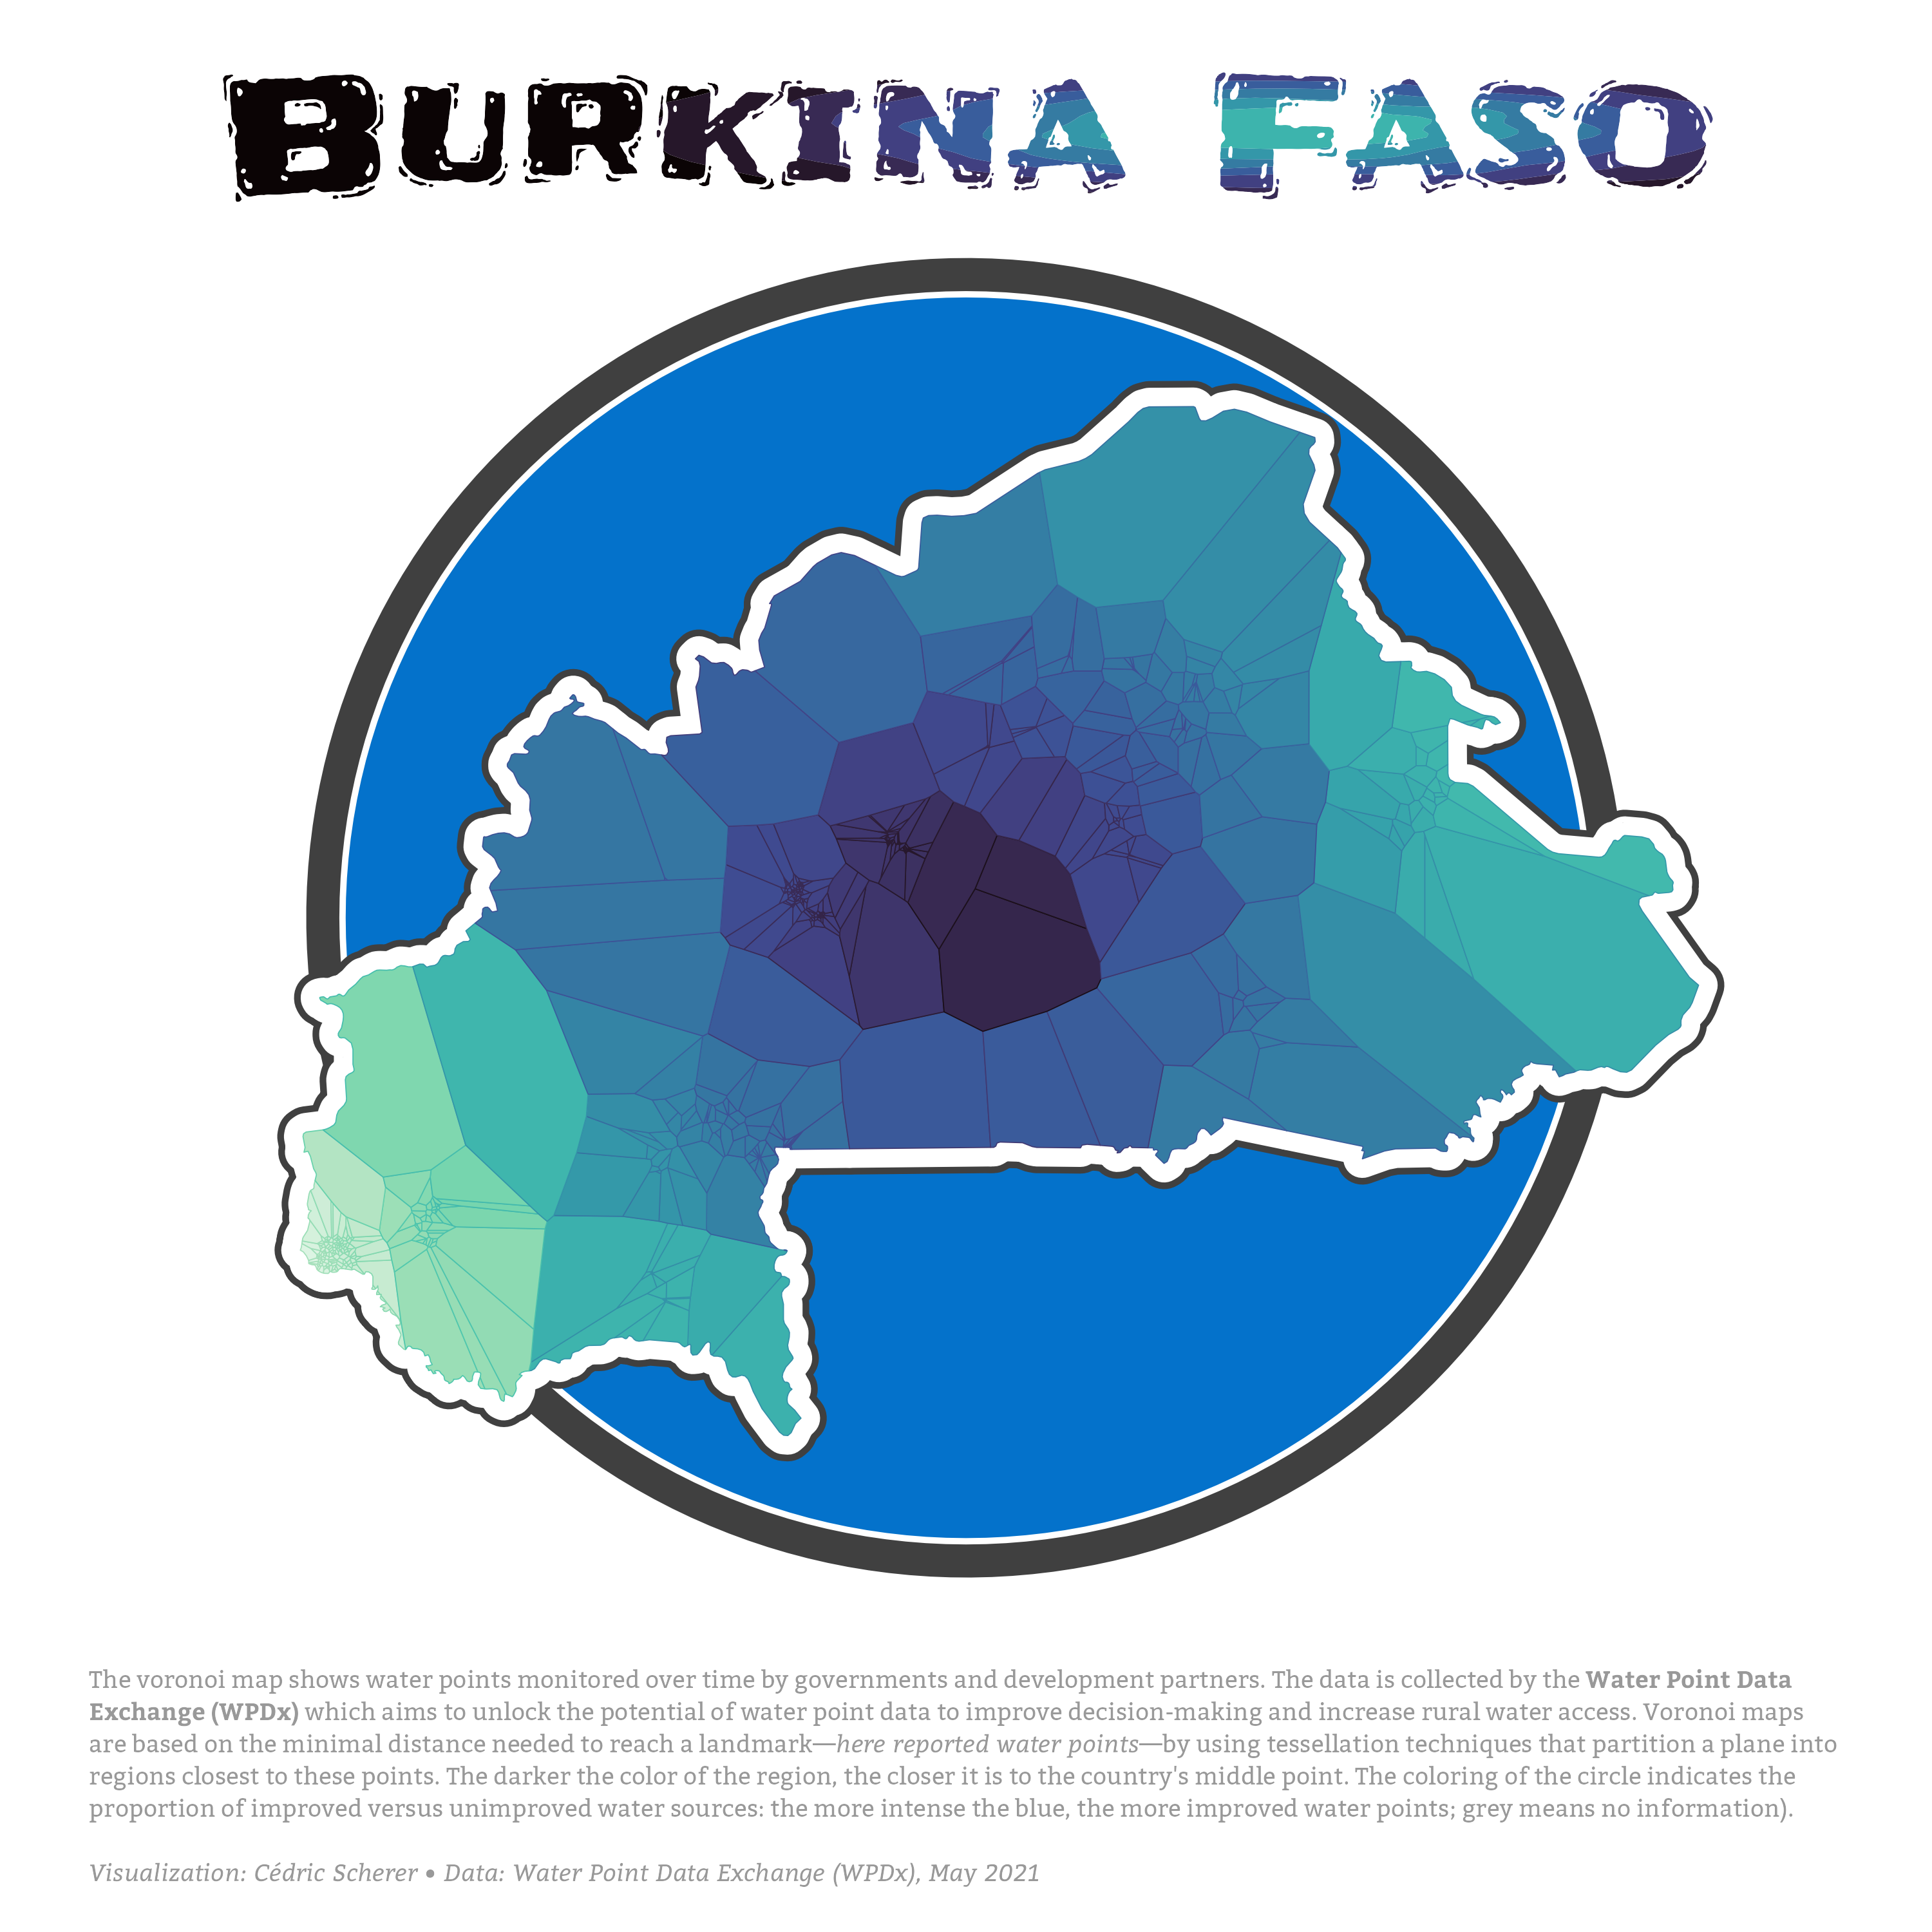 BURKINA FASO
The voronoi map shows water points monitored over time by governments and development partners. The data is collected by the Water Point Data
Exchange (WPDx) which aims to unlock the potential of water point data to improve decision-making and increase rural water access. Voronoi maps
are based on the minimal distance needed to reach a landmark—here reported water points—by using tessellation techniques that partition a plane into
regions closest to these points. The darker the color of the region, the closer it is to the country's middle point. The coloring of the circle indicates the
proportion of improved versus unimproved water sources: the more intense the blue, the more improved water points; grey means no information).
Visualization: Cédric Scherer • Data: Water Point Data Exchange (WPDx), May 2021